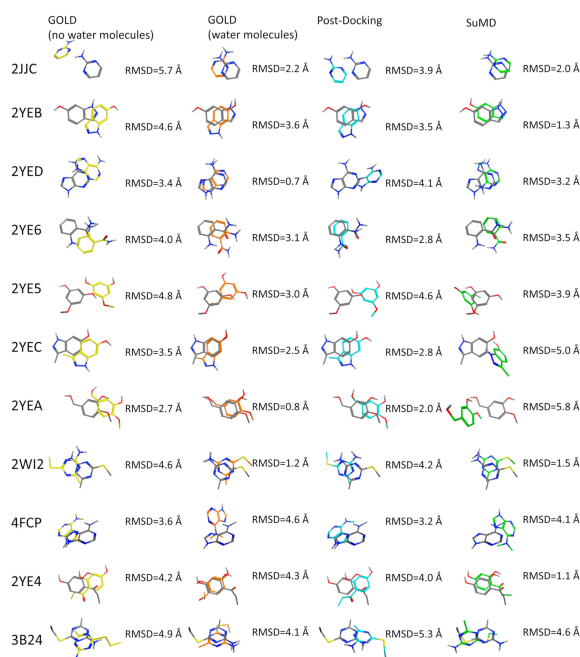 GOLD
(no water molecules)
GOLD
(water molecules)
Post-Docking
SuMD
2JJC RMSD=5.7 Å RMSD=2.2 Å RMSD=3.9 Å RMSD=2.0 Å
2YEB RMSD=4.6 Å RMSD=3.6 Å RMSD=3.5 Å RMSD=1.3 Å
2YED RMSD=3.4 Å RMSD=0.7 Å RMSD=4.1 Å RMSD=3.2 Å
2YE6 RMSD=4.0 Å RMSD=3.1 Å RMSD=2.8 Å RMSD=3.5 Å
2YE5 RMSD=4.8 Å RMSD=3.0 Å RMSD=4.6 Å RMSD=3.9 Å
2YEC RMSD=3.5 Å RMSD=2.5 Å RMSD=2.8 Å RMSD=5.0 Å
2YEA RMSD=2.7 Å RMSD=0.8 Å RMSD=2.0 Å RMSD=5.8 Å
2WI2 RMSD=4.6 Å RMSD=1.2 Å RMSD=4.2 Å RMSD=1.5 Å
4FCP RMSD=3.6 Å RMSD=4.6 Å RMSD=3.2 Å RMSD=4.1 Å
2YE4 RMSD=4.2 Å RMSD=4.3 Å RMSD=4.0 Å RMSD=1.1 Å
3B24 RMSD=4.9 Å RMSD=4.1 Å RMSD=5.3 Å RMSD=4.6 Å